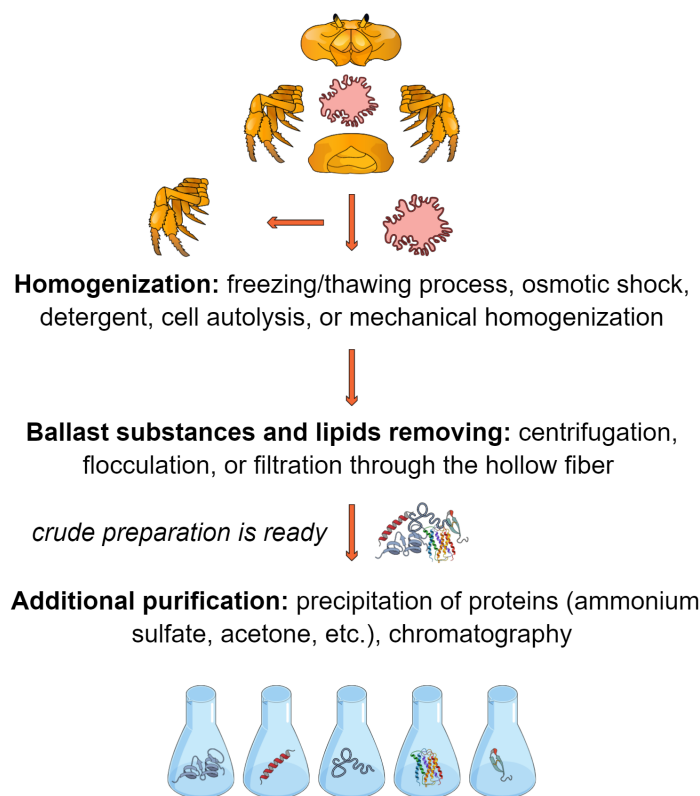 Homogenization: freezing/thawing process, osmotic shock,
detergent, cell autolysis, or mechanical homogenization
Ballast substances and lipids removing: centrifugation,
flocculation, or filtration through the hollow fiber
crude preparation is ready
Additional purification: precipitation of proteins (ammonium
sulfate, acetone, etc.), chromatography